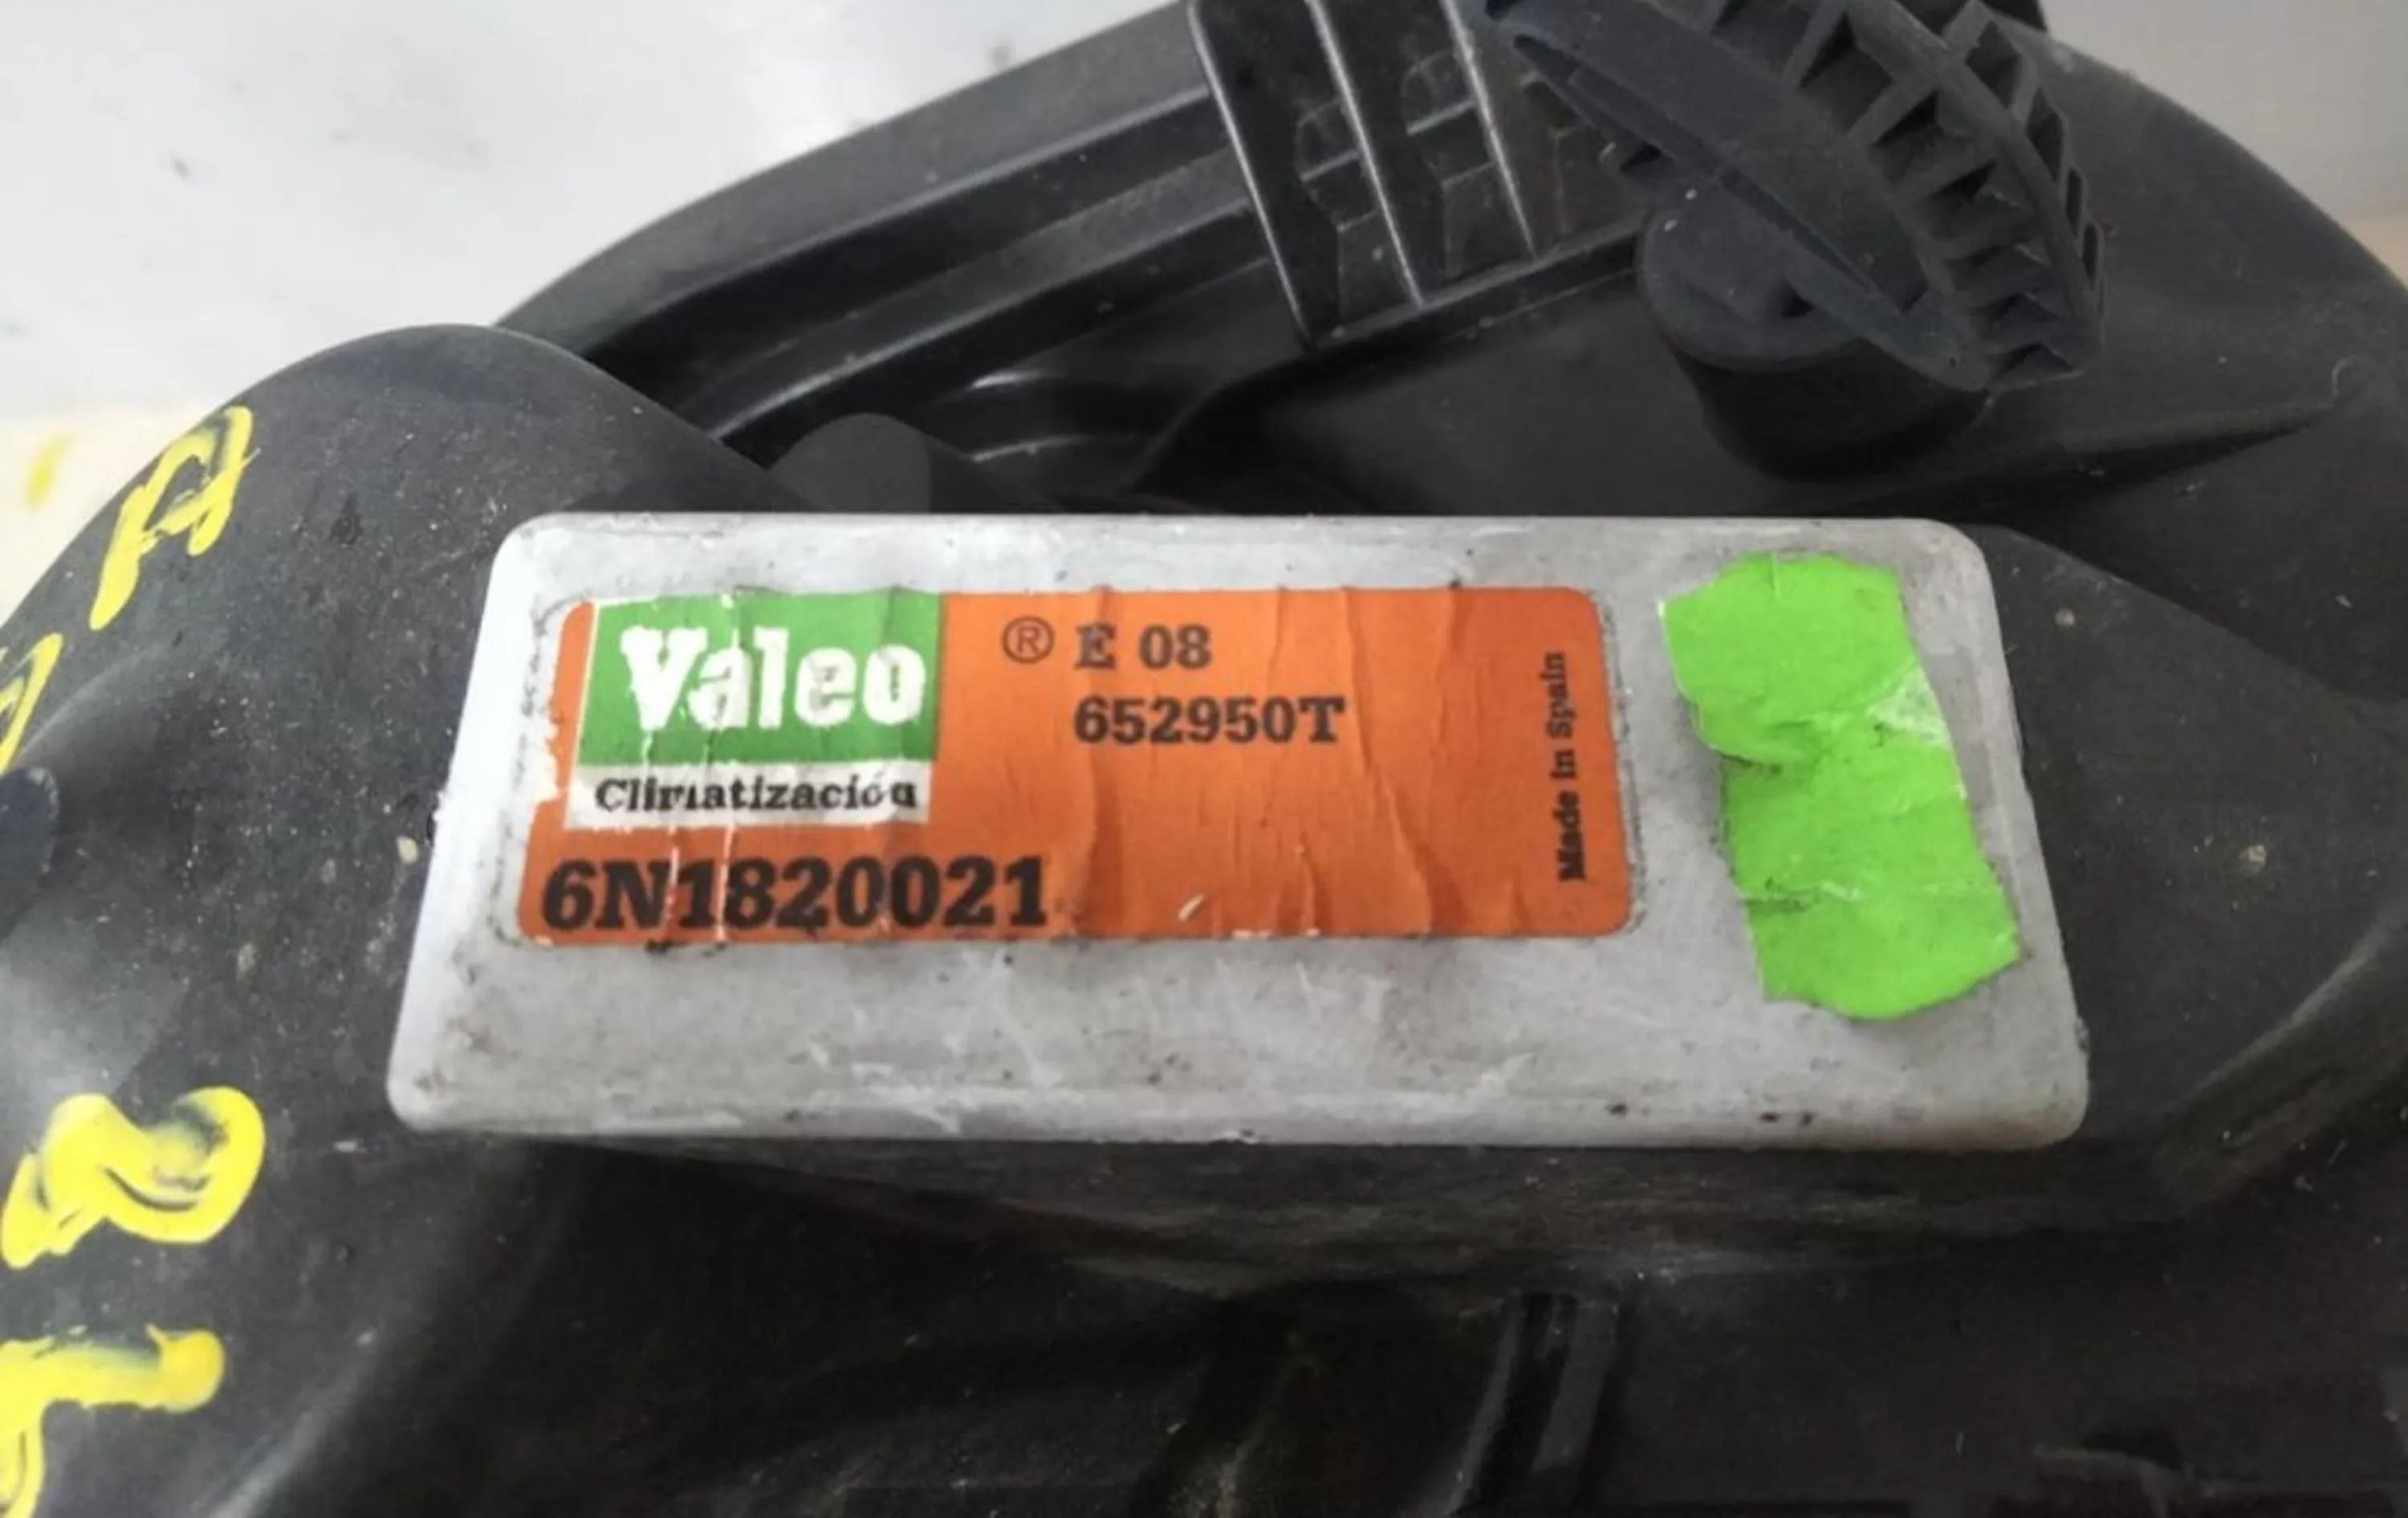 Valeo
Climatización
® E 08
652950T
6N1820021
Made in Spain